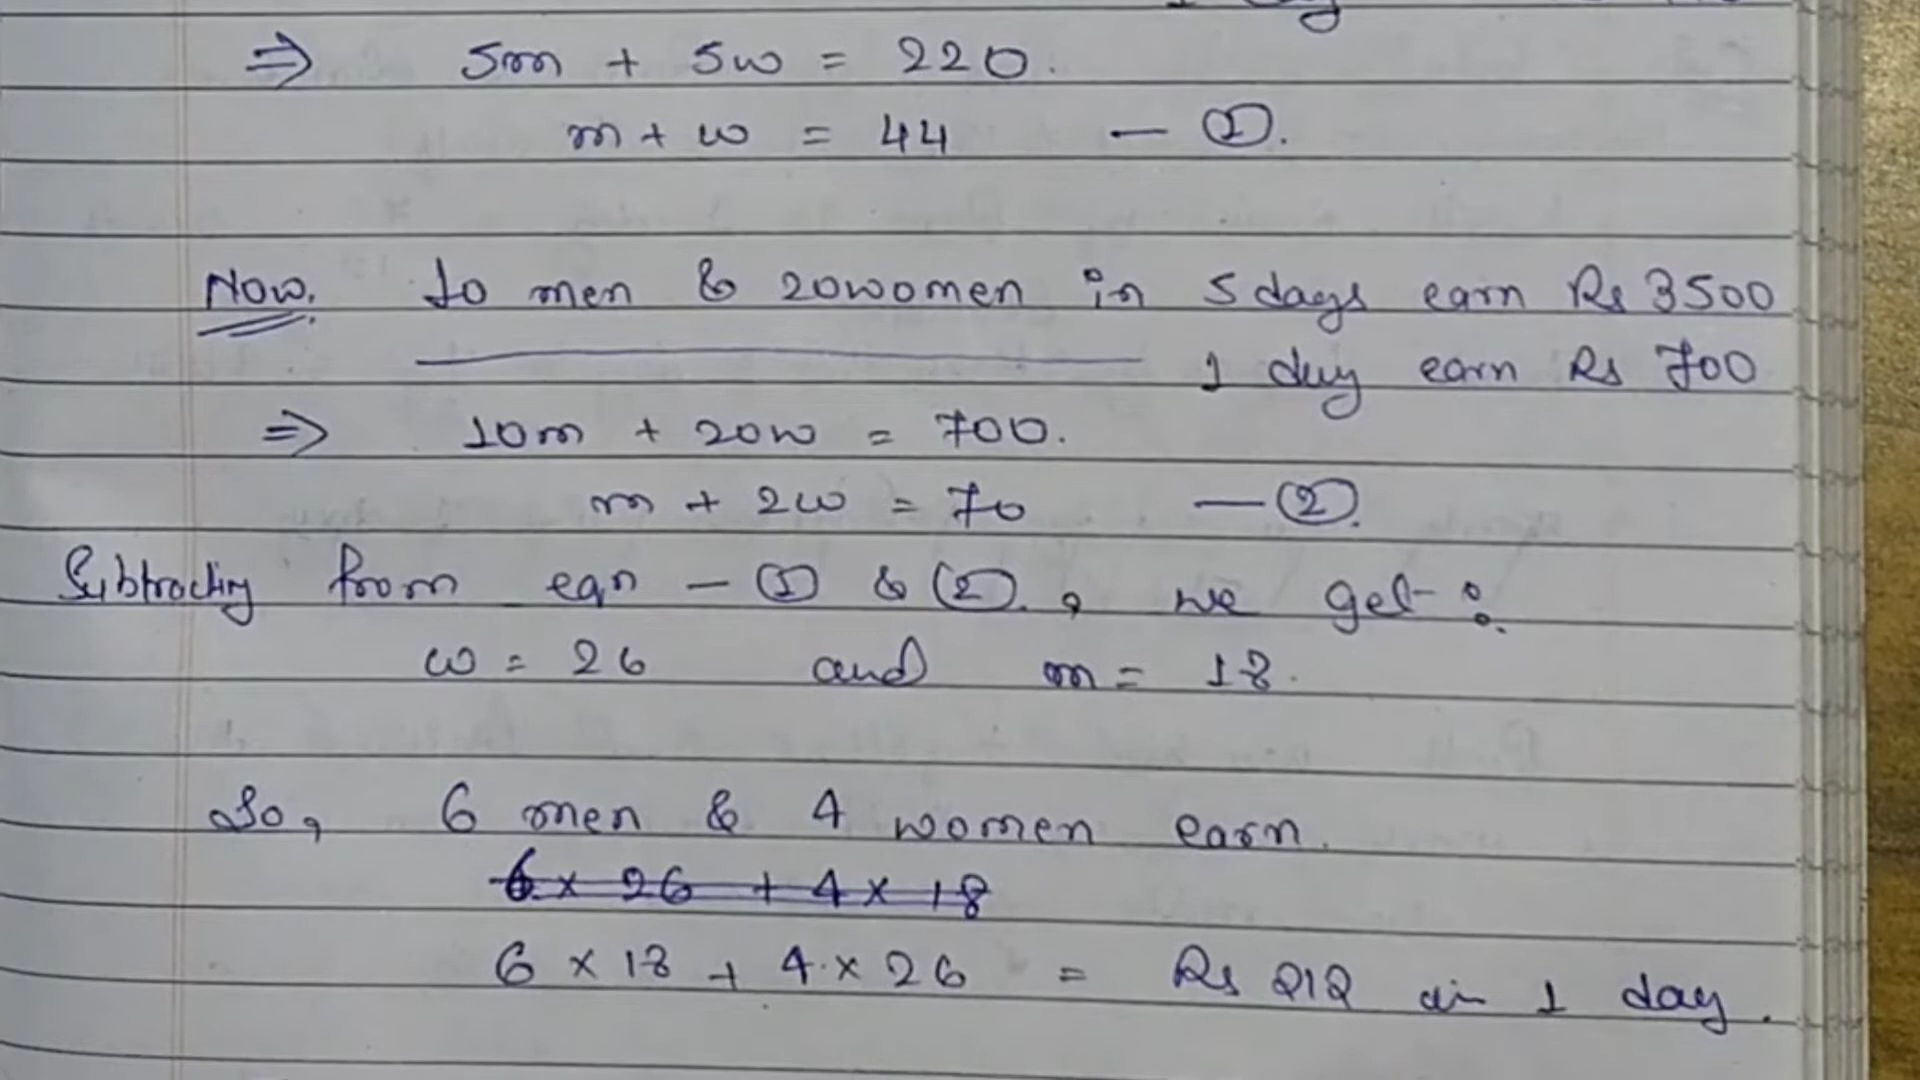 ⇒ 5m + 5w = 220.
m + w = 44 — ①.
Now, 10 men & 20 women in 5 days earn Rs 3500
1 day earn Rs 700
⇒ 10m + 20w = 700.
m + 2w = 70 — ②.
Subtracting from eqn - ① & ②, we get :
w = 26 and m = 18.
So, 6 men & 4 women earn.
6 x 26 + 4 x 18
6 x 18 + 4 x 26 = Rs 212 in 1 day.